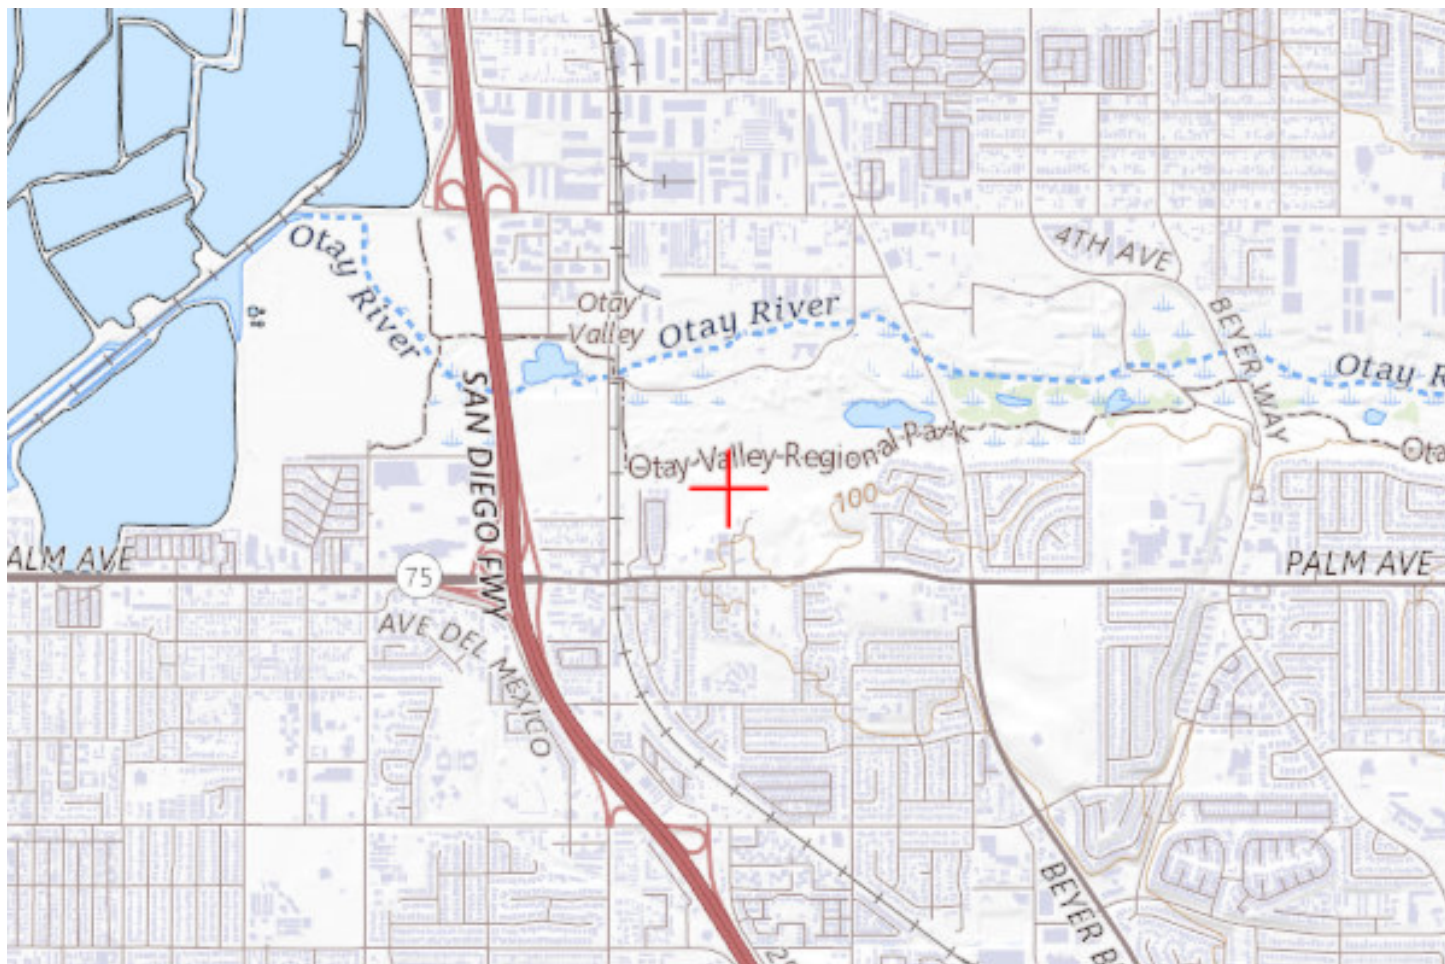 Otay River
4TH AVE
Otay
Valley
Otay River
BEYER WAY
Otay R
SAN DIEGO FWY
Otay-Valley-Regional-Park
Ota
100
ALM AVE
75
PALM AVE
AVE DEL MEXICO
BEYER B